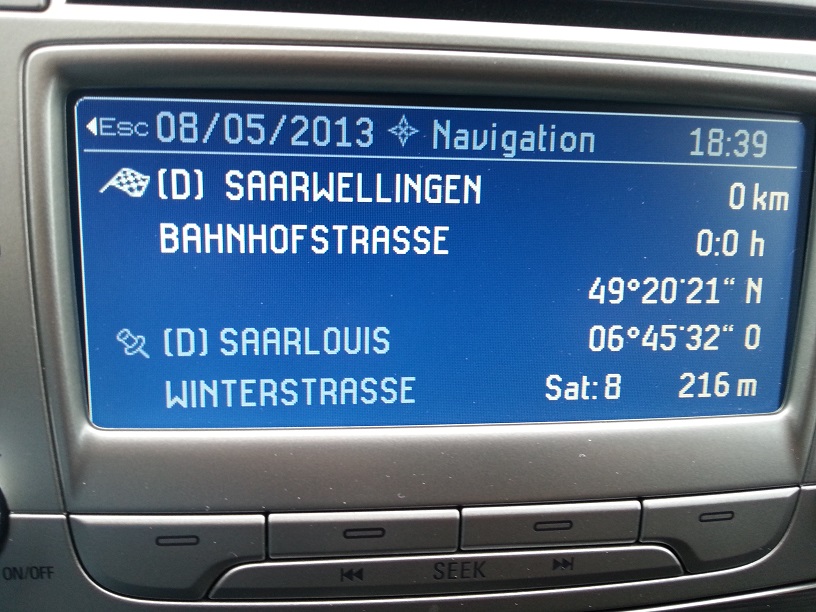 Esc 08/05/2013 Navigation 18:39
(D) SAARWELLINGEN 0 km
BAHNHOFSTRASSE 0:0 h
49°20'21“ N
(D) SAARLOUIS 06°45'32“ O
WINTERSTRASSE Sat: 8 216 m
ON/OFF SEEK